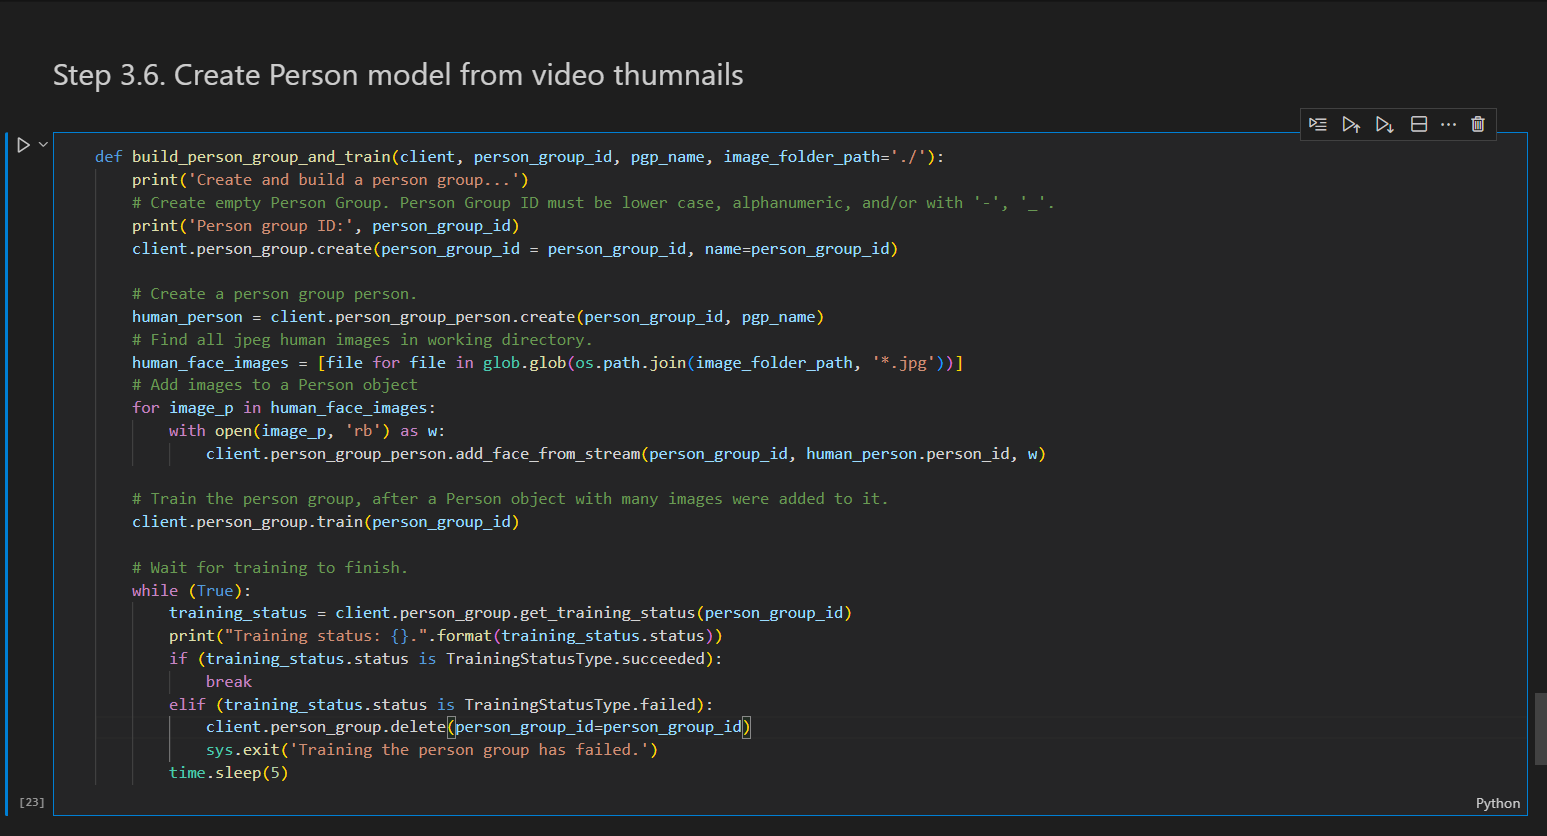 Step 3.6. Create Person model from video thumnails
def build_person_group_and_train(client, person_group_id, pgp_name, image_folder_path='./'):
    print('Create and build a person group...')
    # Create empty Person Group. Person Group ID must be lower case, alphanumeric, and/or with '-', '_'.
    print('Person group ID:', person_group_id)
    client.person_group.create(person_group_id = person_group_id, name=person_group_id)

    # Create a person group person.
    human_person = client.person_group_person.create(person_group_id, pgp_name)
    # Find all jpeg human images in working directory.
    human_face_images = [file for file in glob.glob(os.path.join(image_folder_path, '*.jpg'))]
    # Add images to a Person object
    for image_p in human_face_images:
        with open(image_p, 'rb') as w:
            client.person_group_person.add_face_from_stream(person_group_id, human_person.person_id, w)

    # Train the person group, after a Person object with many images were added to it.
    client.person_group.train(person_group_id)

    # Wait for training to finish.
    while (True):
        training_status = client.person_group.get_training_status(person_group_id)
        print("Training status: {}.".format(training_status.status))
        if (training_status.status is TrainingStatusType.succeeded):
            break
        elif (training_status.status is TrainingStatusType.failed):
            client.person_group.delete(person_group_id=person_group_id)
            sys.exit('Training the person group has failed.')
        time.sleep(5)
[23]
Python